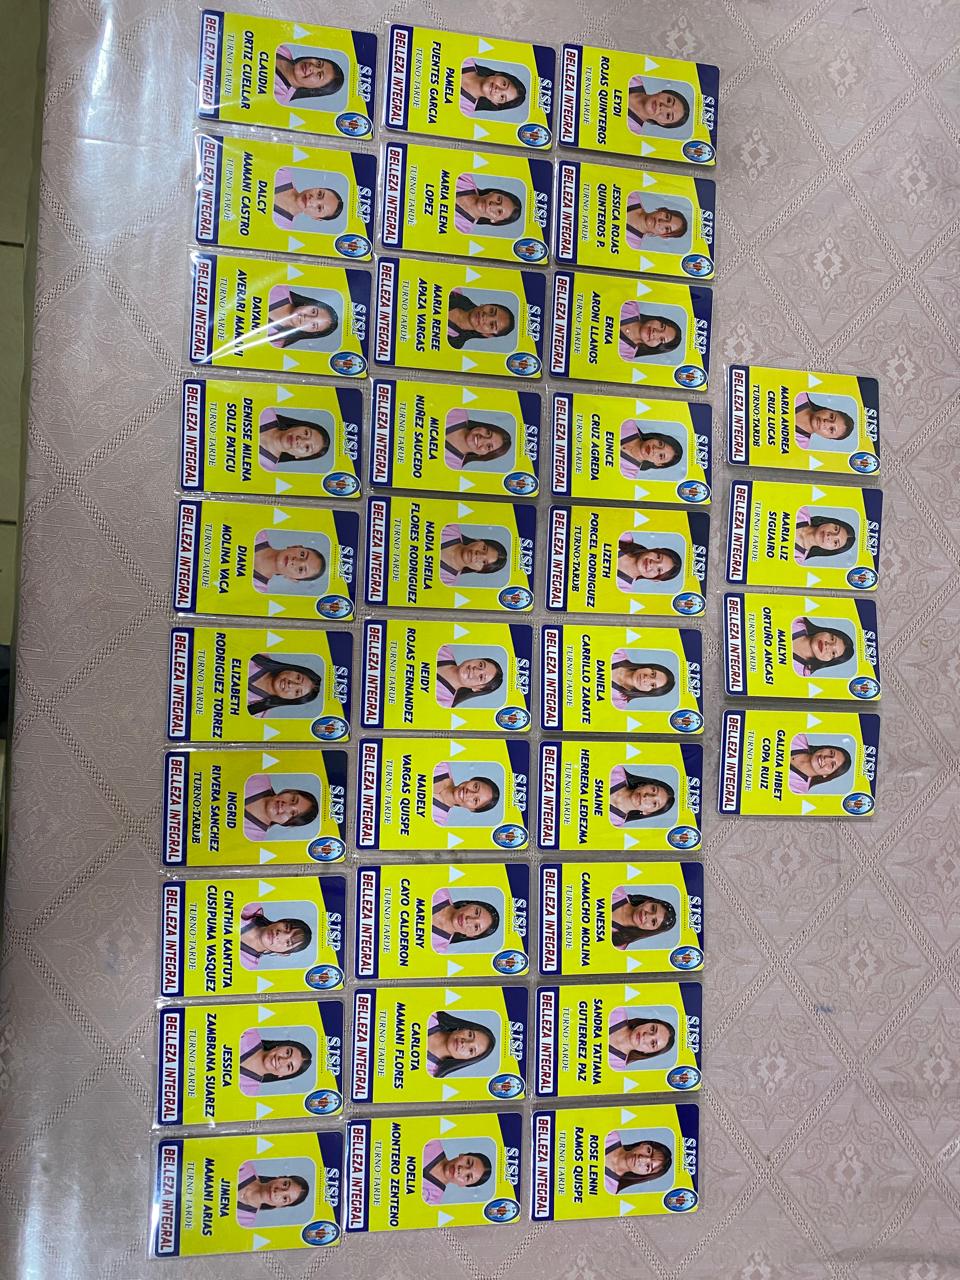 SISP
CLAUDIA
ORTIZ CUELLAR
TURNO:TARDE
BELLEZA INTEGRAL
SISP
DALCY
MAMANI CASTRO
TURNO:TARDE
BELLEZA INTEGRAL
SISP
DAYAN
AVERARI MAMANI
TURNO:TARDE
BELLEZA INTEGRAL
SISP
DENISSE MILENA
SOLIZ PATICU
TURNO:TARDE
BELLEZA INTEGRAL
SISP
DIANA
MOLINA VACA
TURNO:TARDE
BELLEZA INTEGRAL
SISP
ELIZABETH
RODRIGUEZ TORREZ
TURNO:TARDE
BELLEZA INTEGRAL
SISP
INGRID
RIVERA SANCHEZ
TURNO:TARDE
BELLEZA INTEGRAL
SISP
CINTHIA KANTUTA
CUSIPUMA VASQUEZ
TURNO:TARDE
BELLEZA INTEGRAL
SISP
JESSICA
ZAMBRANA SUAREZ
TURNO:TARDE
BELLEZA INTEGRAL
SISP
JIMENA
MAMANI ARIAS
TURNO:TARDE
BELLEZA INTEGRAL
SISP
PAMELA
FUENTES GARCIA
TURNO:TARDE
BELLEZA INTEGRAL
SISP
MARIA ELENA
LOPEZ
TURNO:TARDE
BELLEZA INTEGRAL
SISP
MARIA RENEE
APAZA VARGAS
TURNO:TARDE
BELLEZA INTEGRAL
SISP
MICAELA
NUÑEZ SAUCEDO
TURNO:TARDE
BELLEZA INTEGRAL
SISP
NADIA RSHEILA
FLORES RODRIGUEZ
TURNO:TARDE
BELLEZA INTEGRAL
SISP
NEIDY
ROJAS FERNANDEZ
TURNO:TARDE
BELLEZA INTEGRAL
SISP
NAIDELY
VARGAS QUISPE
TURNO:TARDE
BELLEZA INTEGRAL
SISP
MARLENY
CAYO CALDERON
TURNO:TARDE
BELLEZA INTEGRAL
SISP
CARLOTA
MAMANI FLORES
TURNO:TARDE
BELLEZA INTEGRAL
SISP
NOELIA
MONTERO ZENTENO
TURNO:TARDE
BELLEZA INTEGRAL
SISP
LEYDI
ROJAS QUINTEROS
TURNO:TARDE
BELLEZA INTEGRAL
SISP
JESSICA ROJAS
QUINTEROS P.
TURNO:TARDE
BELLEZA INTEGRAL
SISP
ERIKA
ARONI LLANOS
TURNO:TARDE
BELLEZA INTEGRAL
SISP
EUNICE
CRUZ AGREDA
TURNO:TARDE
BELLEZA INTEGRAL
SISP
LIZETH
PORCEL RODRIGUEZ
TURNO:TARDE
BELLEZA INTEGRAL
SISP
DANIELA
CARRILLO ZARATE
TURNO:TARDE
BELLEZA INTEGRAL
SISP
SHAINE
HERRERA LEDEZMA
TURNO:TARDE
BELLEZA INTEGRAL
SISP
VANESSA
CAMACHO MOLINA
TURNO:TARDE
BELLEZA INTEGRAL
SISP
SANDRA TATIANA
GUTIERREZ PAZ
TURNO:TARDE
BELLEZA INTEGRAL
SISP
ROSE LENNI
RAMOS QUISPE
TURNO:TARDE
BELLEZA INTEGRAL
SISP
MARIA ANDREA
CRUZ LUCAS
TURNO:TARDE
BELLEZA INTEGRAL
SISP
MARIA LIZ
SIGUAIRO
TURNO:TARDE
BELLEZA INTEGRAL
SISP
MAILYN
ORTUÑO ANCASI
TURNO:TARDE
BELLEZA INTEGRAL
SISP
GALIXIA HIBET
COPA RUIZ
TURNO:TARDE
BELLEZA INTEGRAL